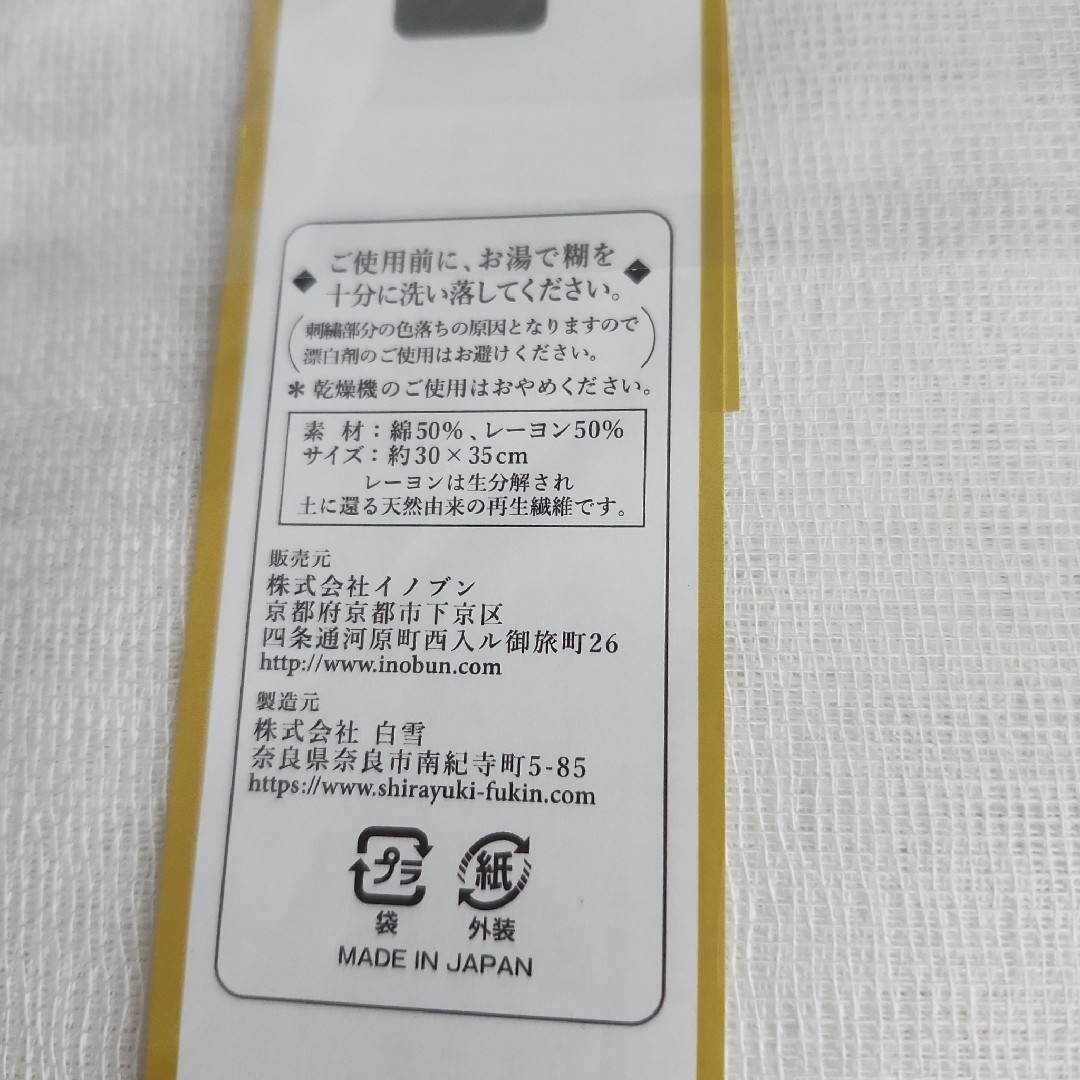 ご使用前に、お湯で糊を
十分に洗い落してください。
(刺繍部分の色落ちの原因となりますので
漂白剤のご使用はお避けください。)
＊乾燥機のご使用はおやめください。
素 材：綿50%、レーヨン50%
サイズ：約30×35cm
レーヨンは生分解され
土に還る天然由来の再生繊維です。
販売元
株式会社イノブン
京都府京都市下京区
四条通河原町西入ル御旅町26
http://www.inobun.com
製造元
株式会社 白雪
奈良県奈良市南紀寺町5-85
https://www.shirayuki-fukin.com
プラ 紙
袋 外装
MADE IN JAPAN